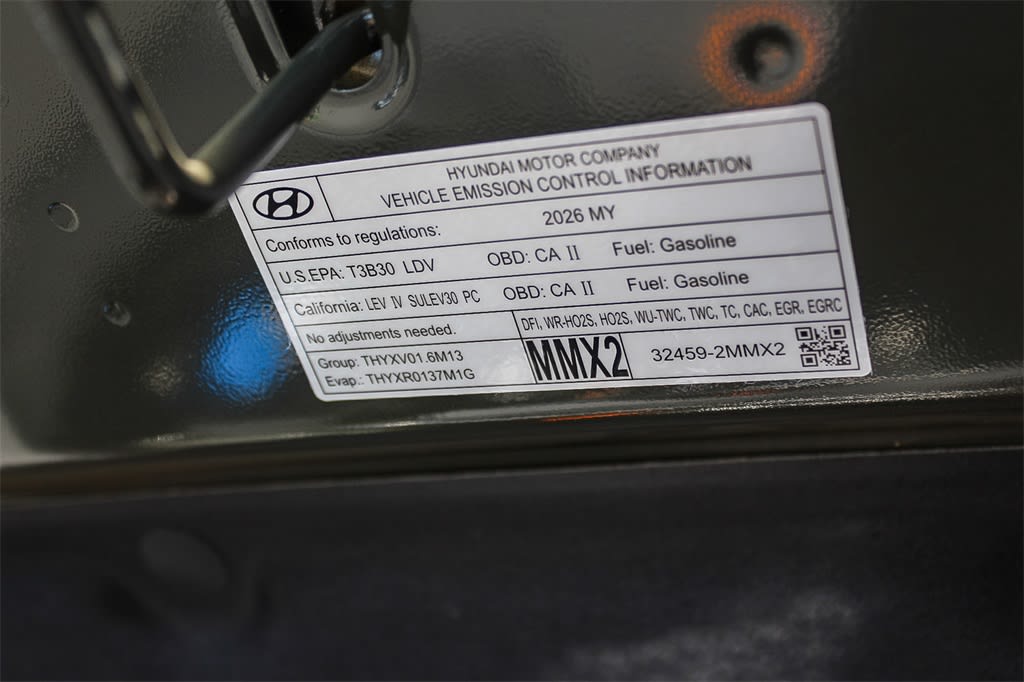 HYUNDAI MOTOR COMPANY
VEHICLE EMISSION CONTROL INFORMATION
Conforms to regulations: 2026 MY
U.S.EPA: T3B30 LDV OBD: CA II Fuel: Gasoline
California: LEV IV SULEV30 PC OBD: CA II Fuel: Gasoline
No adjustments needed.
DFI, WR-HO2S, HO2S, WU-TWC, TWC, TC, CAC, EGR, EGRC
Group: THYXV01.6M13
Evap.: THYXR0137M1G
MMX2
32459-2MMX2